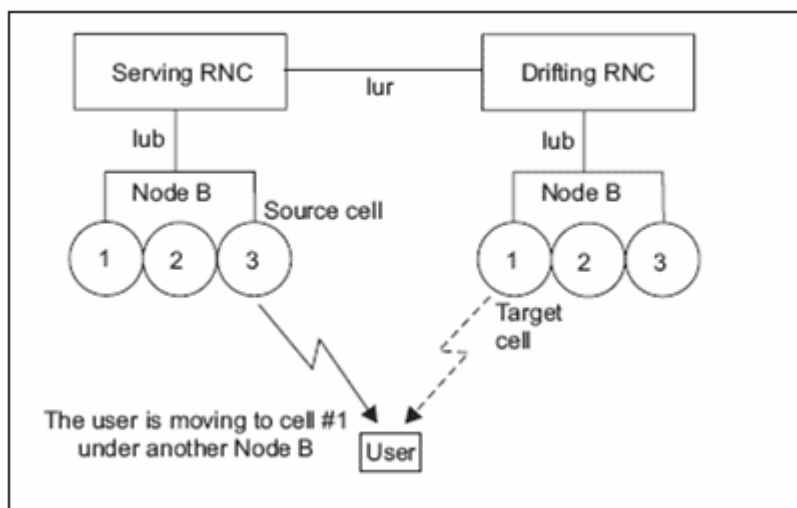 Serving RNC
Drifting RNC
Iur
Iub
Iub
Node B
Node B
Source cell
1
2
3
1
2
3
Target
cell
The user is moving to cell #1
under another Node B
User